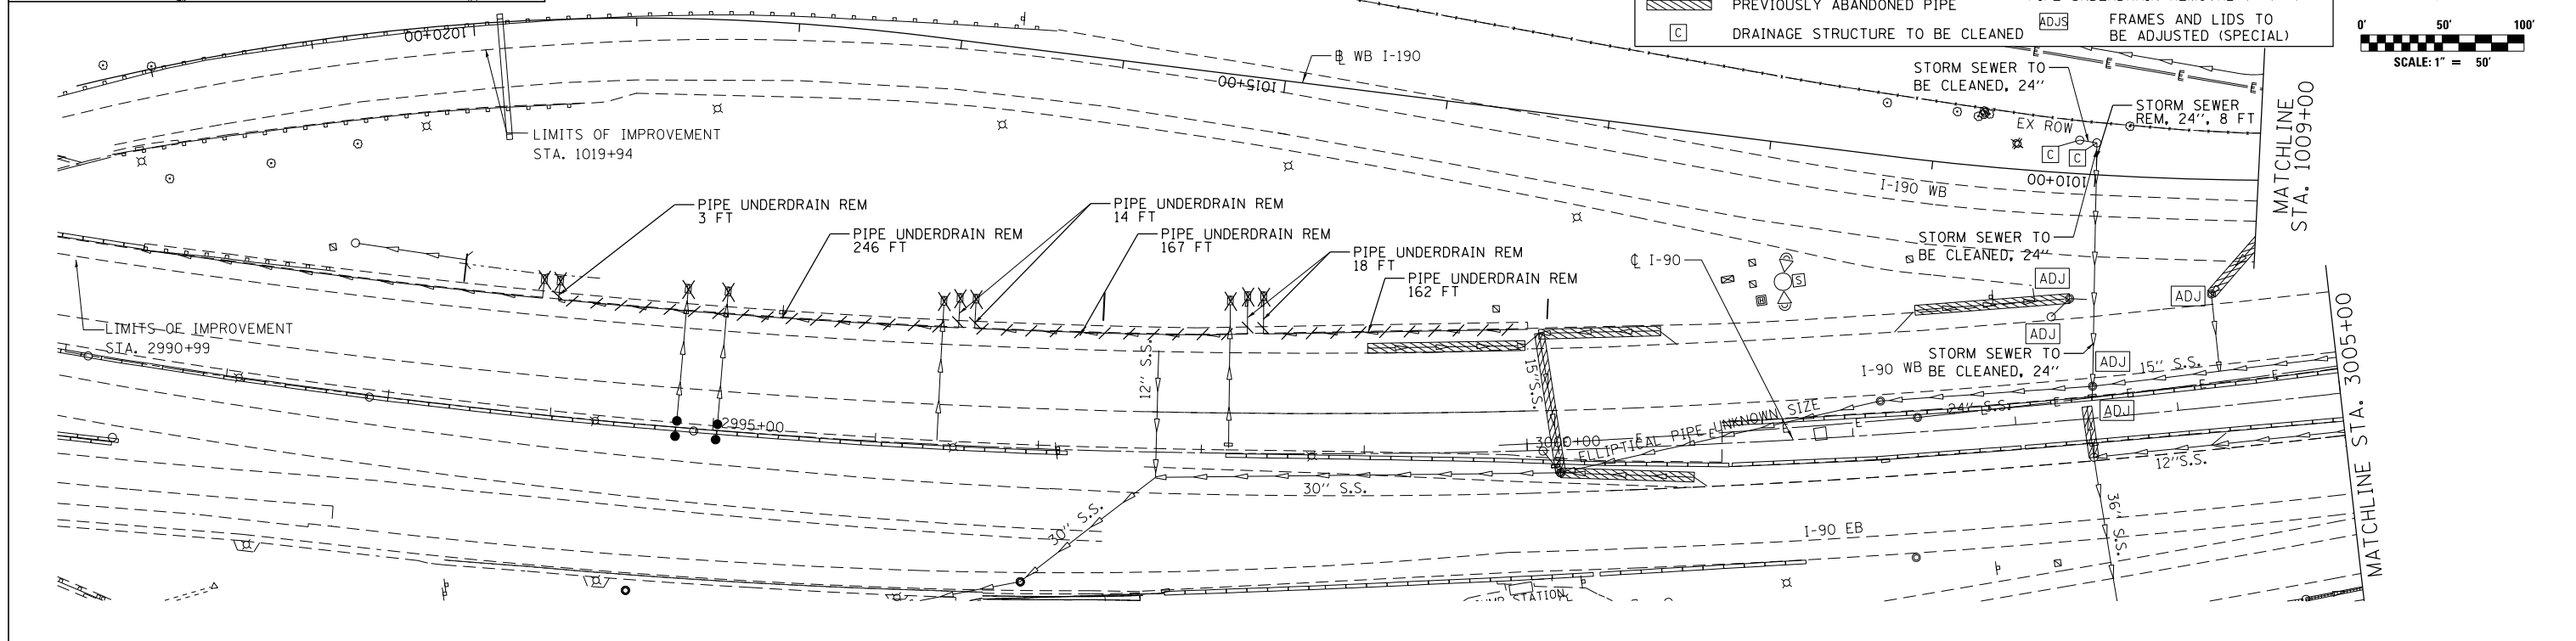 PREVIOUSLY ABANDONED PIPE
C DRAINAGE STRUCTURE TO BE CLEANED
ADJS FRAMES AND LIDS TO
BE ADJUSTED (SPECIAL)
0' 50' 100'
SCALE: 1" = 50'
1020+00
℄ WB I-190
1015+00
STORM SEWER TO
BE CLEANED, 24"
STORM SEWER
REM, 24", 8 FT
EX ROW
C C
MATCHLINE
STA. 1009+00
LIMITS OF IMPROVEMENT
STA. 1019+94
1010+00
I-190 WB
PIPE UNDERDRAIN REM
3 FT
PIPE UNDERDRAIN REM
246 FT
PIPE UNDERDRAIN REM
14 FT
PIPE UNDERDRAIN REM
167 FT
PIPE UNDERDRAIN REM
18 FT
PIPE UNDERDRAIN REM
162 FT
℄ I-90
S
STORM SEWER TO
BE CLEANED, 24"
ADJ
ADJ
ADJ
LIMITS OF IMPROVEMENT
STA. 2990+99
STORM SEWER TO
BE CLEANED, 24"
ADJ
I-90 WB
15" S.S.
12" S.S.
15" S.S.
24" S.S.
ADJ
2995+00
3000+00
ELLIPTICAL PIPE UNKNOWN SIZE
E E E E E E E E E
12" S.S.
30" S.S.
30" S.S.
36" S.S.
I-90 EB
MATCHLINE STA. 3005+00
STATION